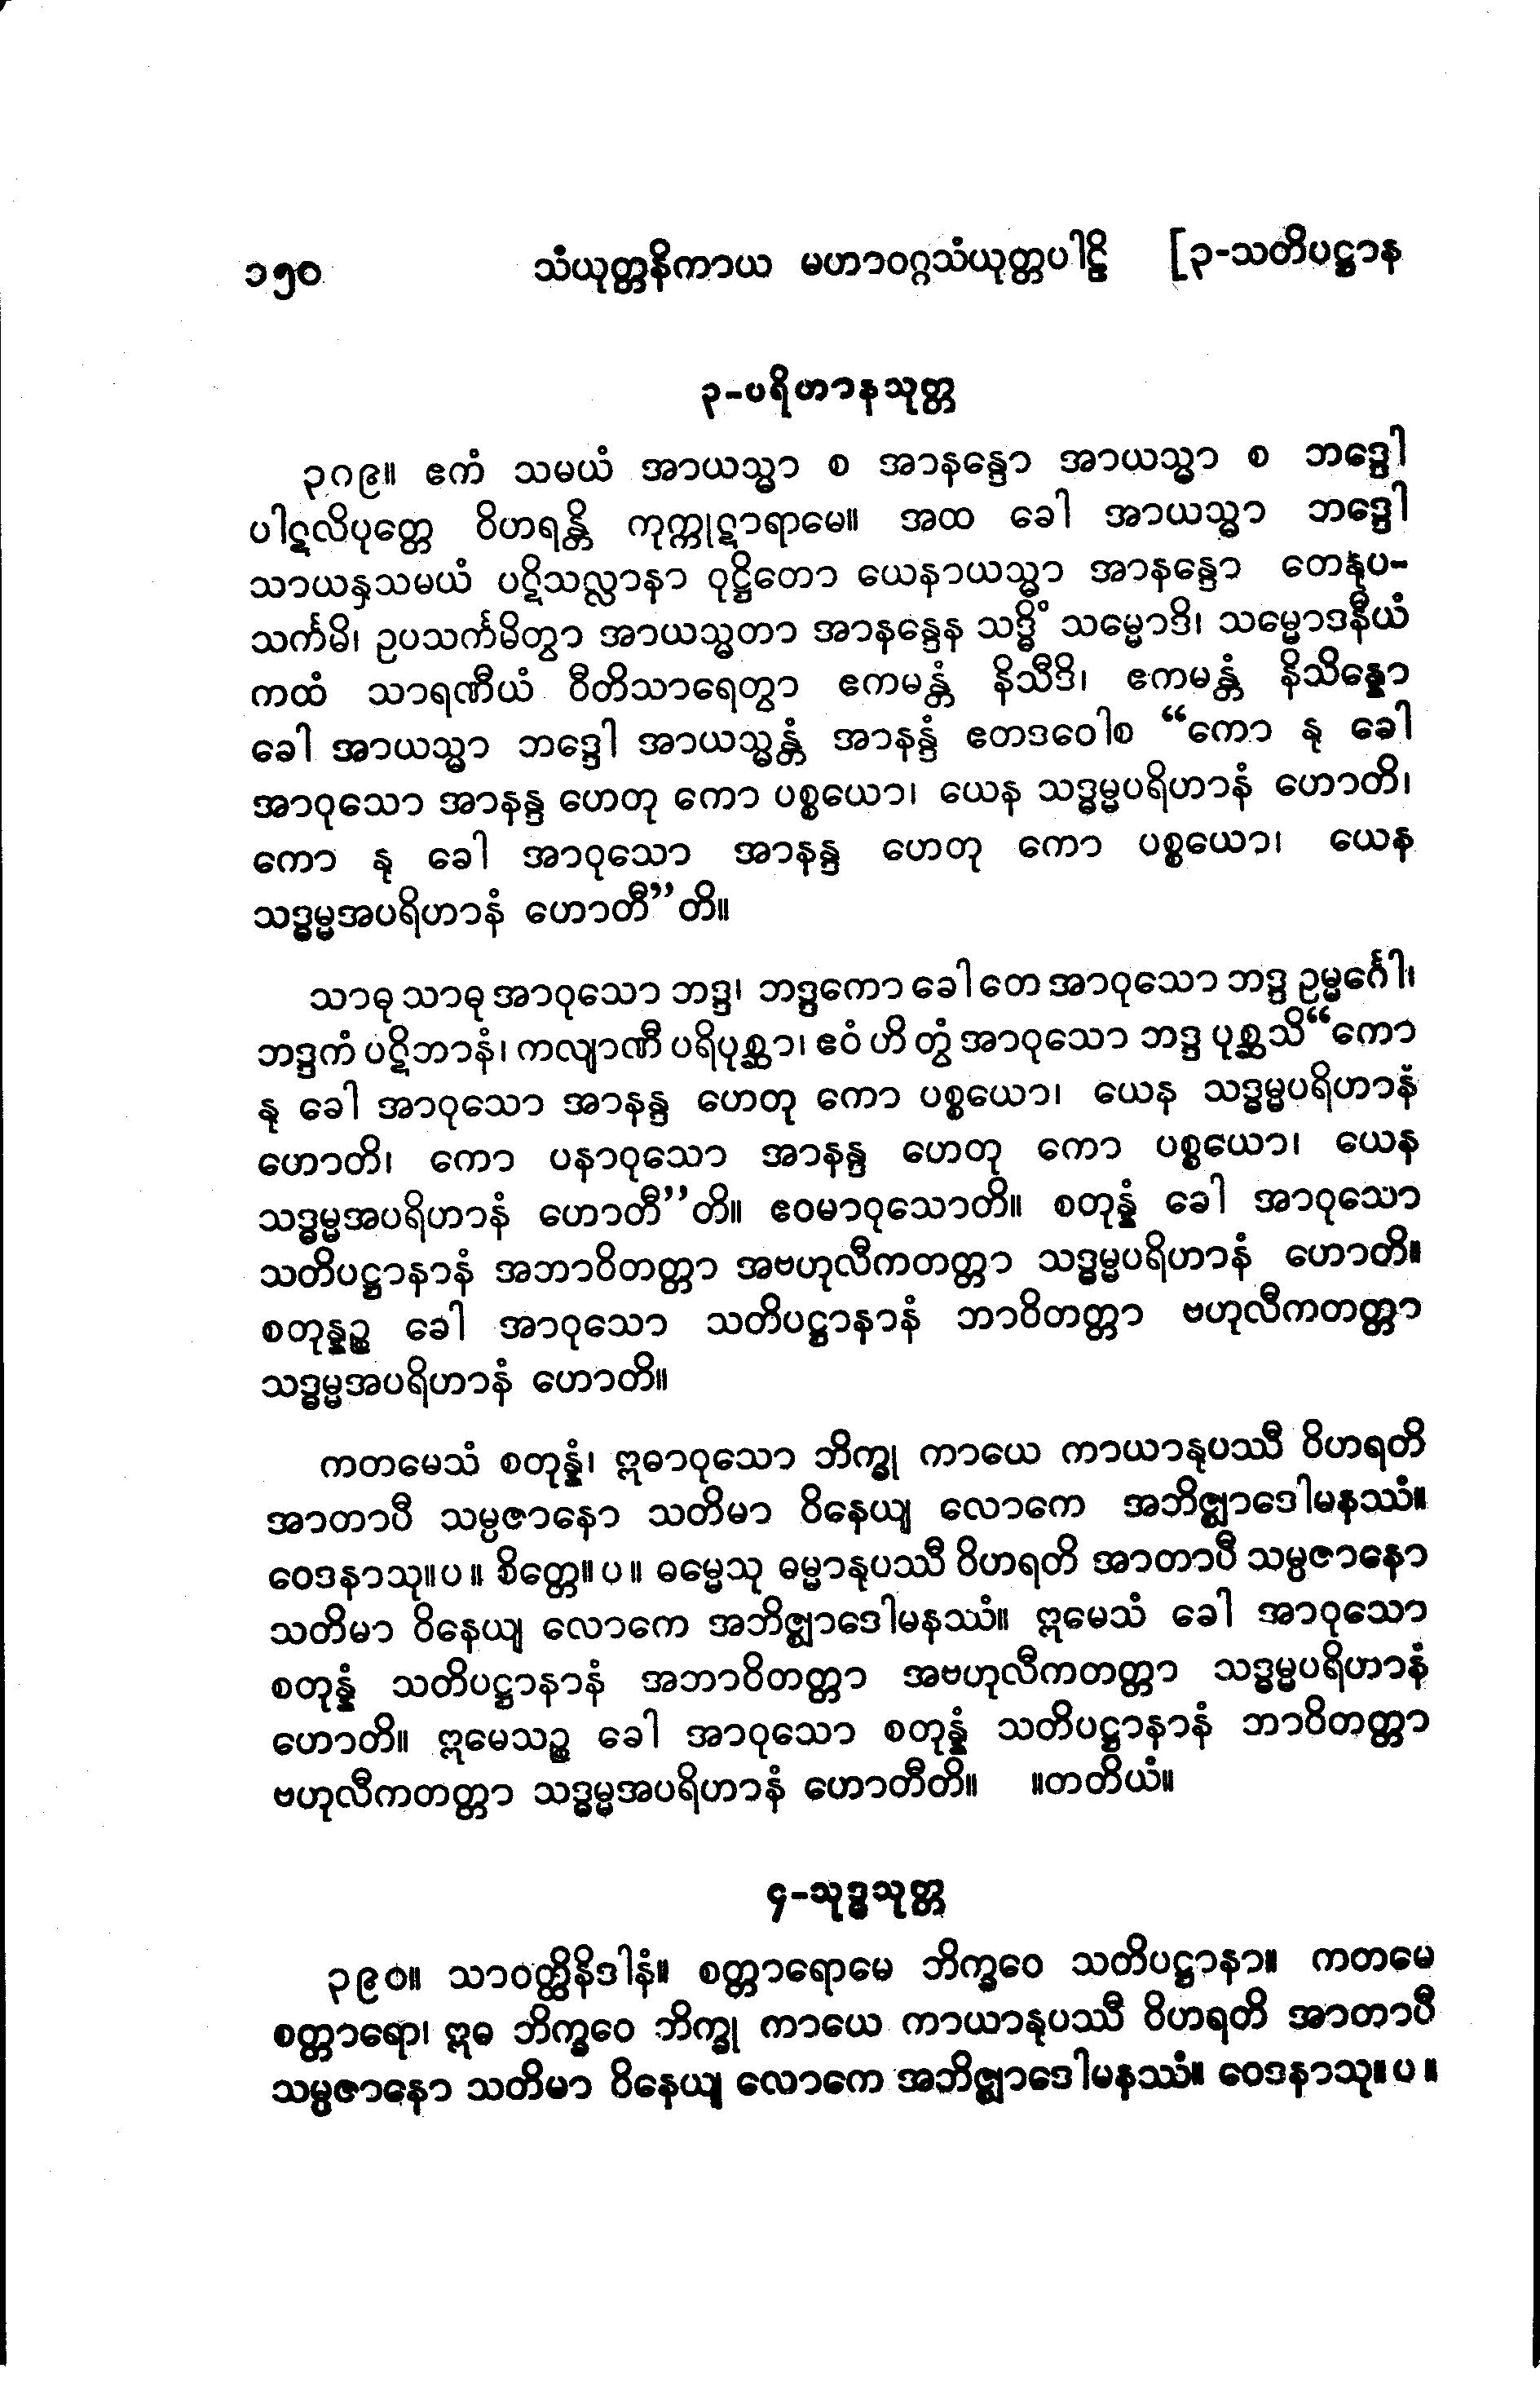 ၁၅၀ သံယုတ္တနိကာယ မဟာဝဂ္ဂသံယုတ္တပါဠိ [၃-သတိပဋ္ဌာန
၃-ပရိဟာနသုတ္တ
၃၈၉။ ဧကံ သမယံ အာယသ္မာ စ အာနန္ဒော အာယသ္မာ စ ဘဒ္ဒေါ
ပါဋလိပုတ္တေ ဝိဟရန္တိ ကုက္ကုဋာရာမေ။ အထ ခေါ အာယသ္မာ ဘဒ္ဒေါ
သာယနှသမယံ ပဋိသလ္လာနာ ဝုဋ္ဌိတော ယေနာယသ္မာ အာနန္ဒော တေနုပ-
သင်္ကမိ၊ ဥပသင်္ကမိတွာ အာယသ္မတာ အာနန္ဒေန သဒ္ဓိံ သမ္မောဒိ၊ သမ္မောဒနီယံ
ကထံ သာရဏီယံ ဝီတိသာရေတွာ ဧကမန္တံ နိသီဒိ၊ ဧကမန္တံ နိသိန္နော
ခေါ အာယသ္မာ ဘဒ္ဒေါ အာယသ္မန္တံ အာနန္ဒံ ဧတဒဝေါစ “ကော နု ခေါ
အာဝုသော အာနန္ဒ ဟေတု ကော ပစ္စယော၊ ယေန သဒ္ဓမ္မပရိဟာနံ ဟောတိ၊
ကော နု ခေါ အာဝုသော အာနန္ဒ ဟေတု ကော ပစ္စယော၊ ယေန
သဒ္ဓမ္မအပရိဟာနံ ဟောတီ”တိ။
သာဓု သာဓု အာဝုသော ဘဒ္ဒ၊ ဘဒ္ဒကော ခေါ တေ အာဝုသော ဘဒ္ဒ ဥမ္မင်္ဂေါ၊
ဘဒ္ဒကံ ပဋိဘာနံ၊ ကလျာဏီ ပရိပုစ္ဆာ၊ ဧဝံ ဟိ တွံ အာဝုသော ဘဒ္ဒ ပုစ္ဆသိ “ကော
နု ခေါ အာဝုသော အာနန္ဒ ဟေတု ကော ပစ္စယော၊ ယေန သဒ္ဓမ္မပရိဟာနံ
ဟောတိ၊ ကော ပနာဝုသော အာနန္ဒ ဟေတု ကော ပစ္စယော၊ ယေန
သဒ္ဓမ္မအပရိဟာနံ ဟောတီ”တိ။ ဧဝမာဝုသောတိ။ စတုန္နံ ခေါ အာဝုသော
သတိပဋ္ဌာနာနံ အဘာဝိတတ္တာ အဗဟုလီကတတ္တာ သဒ္ဓမ္မပရိဟာနံ ဟောတိ။
စတုန္နဉ္စ ခေါ အာဝုသော သတိပဋ္ဌာနာနံ ဘာဝိတတ္တာ ဗဟုလီကတတ္တာ
သဒ္ဓမ္မအပရိဟာနံ ဟောတိ။
ကတမေသံ စတုန္နံ၊ ဣဓာဝုသော ဘိက္ခု ကာယေ ကာယာနုပဿီ ဝိဟရတိ
အာတာပီ သမ္ပဇာနော သတိမာ ဝိနေယျ လောကေ အဘိဇ္ဈာဒေါမနဿံ။
ဝေဒနာသု။ပ။ စိတ္တေ။ပ။ ဓမ္မေသု ဓမ္မာနုပဿီ ဝိဟရတိ အာတာပီ သမ္ပဇာနော
သတိမာ ဝိနေယျ လောကေ အဘိဇ္ဈာဒေါမနဿံ။ ဣမေသံ ခေါ အာဝုသော
စတုန္နံ သတိပဋ္ဌာနာနံ အဘာဝိတတ္တာ အဗဟုလီကတတ္တာ သဒ္ဓမ္မပရိဟာနံ
ဟောတိ။ ဣမေသဉ္စ ခေါ အာဝုသော စတုန္နံ သတိပဋ္ဌာနာနံ ဘာဝိတတ္တာ
ဗဟုလီကတတ္တာ သဒ္ဓမ္မအပရိဟာနံ ဟောတီတိ။ ။တတိယံ။
၄-သုဒ္ဓသုတ္တ
၃၉၀။ သာဝတ္ထိနိဒါနံ။ စတ္တာရောမေ ဘိက္ခဝေ သတိပဋ္ဌာနာ။ ကတမေ
စတ္တာရော၊ ဣဓ ဘိက္ခဝေ ဘိက္ခု ကာယေ ကာယာနုပဿီ ဝိဟရတိ အာတာပီ
သမ္ပဇာနော သတိမာ ဝိနေယျ လောကေ အဘိဇ္ဈာဒေါမနဿံ။ ဝေဒနာသု။ပ။